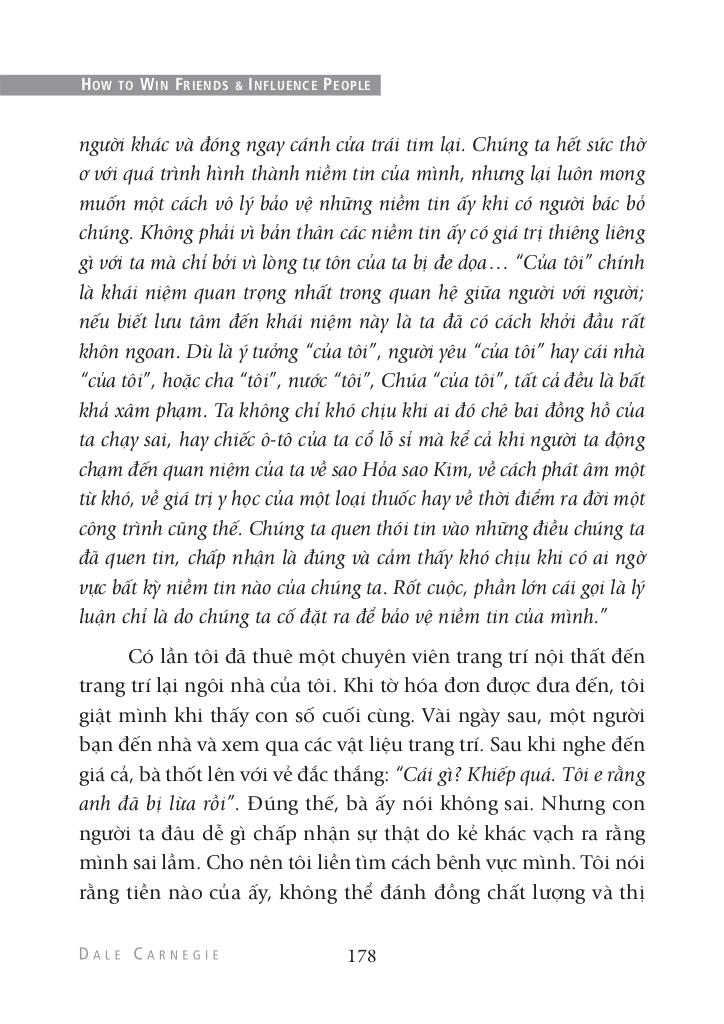 HOW TO WIN FRIENDS & INFLUENCE PEOPLE
người khác và đóng ngay cánh cửa trái tim lại. Chúng ta hết sức thờ
ơ với quá trình hình thành niềm tin của mình, nhưng lại luôn mong
muốn một cách vô lý bảo vệ những niềm tin ấy khi có người bác bỏ
chúng. Không phải vì bản thân các niềm tin ấy có giá trị thiêng liêng
gì với ta mà chỉ bởi vì lòng tự tôn của ta bị đe dọa… “Của tôi” chính
là khái niệm quan trọng nhất trong quan hệ giữa người với người;
nếu biết lưu tâm đến khái niệm này là ta đã có cách khởi đầu rất
khôn ngoan. Dù là ý tưởng “của tôi”, người yêu “của tôi” hay cái nhà
“của tôi”, hoặc cha “tôi”, nước “tôi”, Chúa “của tôi”, tất cả đều là bất
khả xâm phạm. Ta không chỉ khó chịu khi ai đó chê bai đồng hồ của
ta chạy sai, hay chiếc ô-tô của ta cổ lỗ sỉ mà kể cả khi người ta động
chạm đến quan niệm của ta về sao Hỏa sao Kim, về cách phát âm một
từ khó, về giá trị y học của một loại thuốc hay về thời điểm ra đời một
công trình cũng thế. Chúng ta quen thói tin vào những điều chúng ta
đã quen tin, chấp nhận là đúng và cảm thấy khó chịu khi có ai ngờ
vực bất kỳ niềm tin nào của chúng ta. Rốt cuộc, phần lớn cái gọi là lý
luận chỉ là do chúng ta cố đặt ra để bảo vệ niềm tin của mình.”
Có lần tôi đã thuê một chuyên viên trang trí nội thất đến
trang trí lại ngôi nhà của tôi. Khi tờ hóa đơn được đưa đến, tôi
giật mình khi thấy con số cuối cùng. Vài ngày sau, một người
bạn đến nhà và xem qua các vật liệu trang trí. Sau khi nghe đến
giá cả, bà thốt lên với vẻ đắc thắng: “Cái gì? Khiếp quá. Tôi e rằng
anh đã bị lừa rồi”. Đúng thế, bà ấy nói không sai. Nhưng con
người ta đâu dễ gì chấp nhận sự thật do kẻ khác vạch ra rằng
mình sai lầm. Cho nên tôi liền tìm cách bênh vực mình. Tôi nói
rằng tiền nào của ấy, không thể đánh đồng chất lượng và thị
DALE CARNEGIE 178